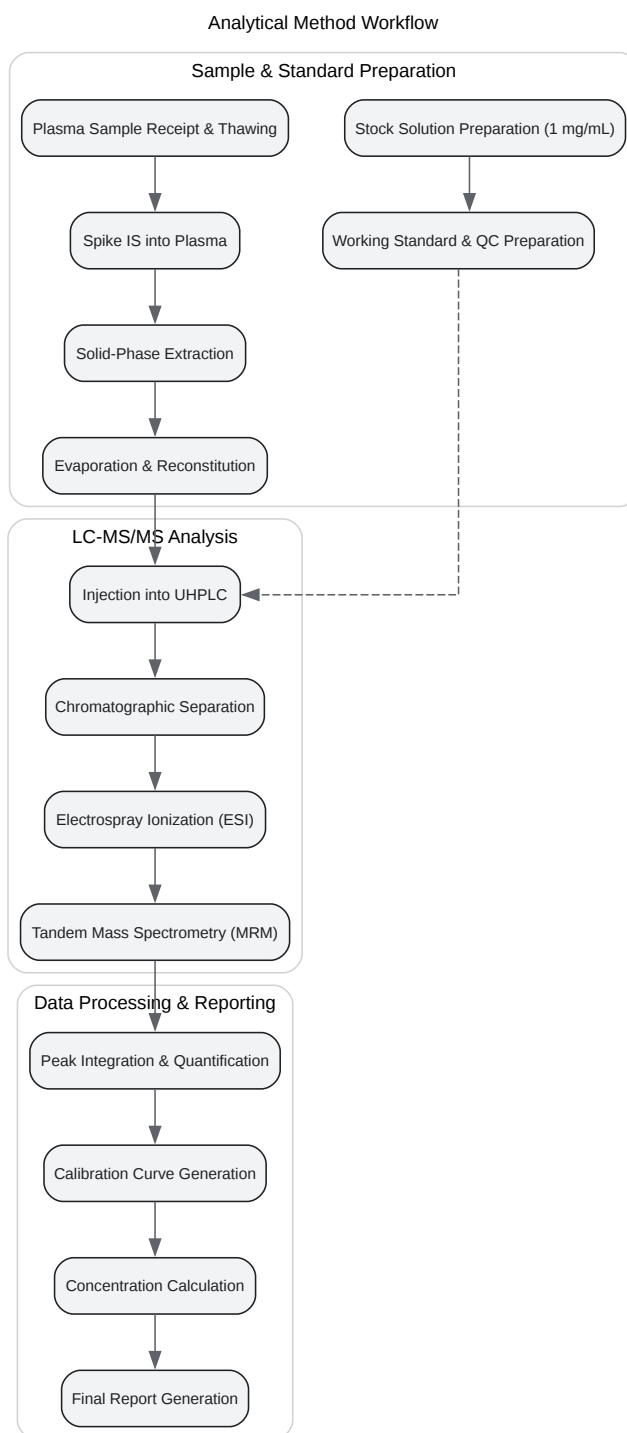 Analytical Method Workflow
Sample & Standard Preparation
Plasma Sample Receipt & Thawing
Stock Solution Preparation (1 mg/mL)
Spike IS into Plasma
Working Standard & QC Preparation
Solid-Phase Extraction
Evaporation & Reconstitution
LC-MS/MS Analysis
Injection into UHPLC
Chromatographic Separation
Electrospray Ionization (ESI)
Tandem Mass Spectrometry (MRM)
Data Processing & Reporting
Peak Integration & Quantification
Calibration Curve Generation
Concentration Calculation
Final Report Generation